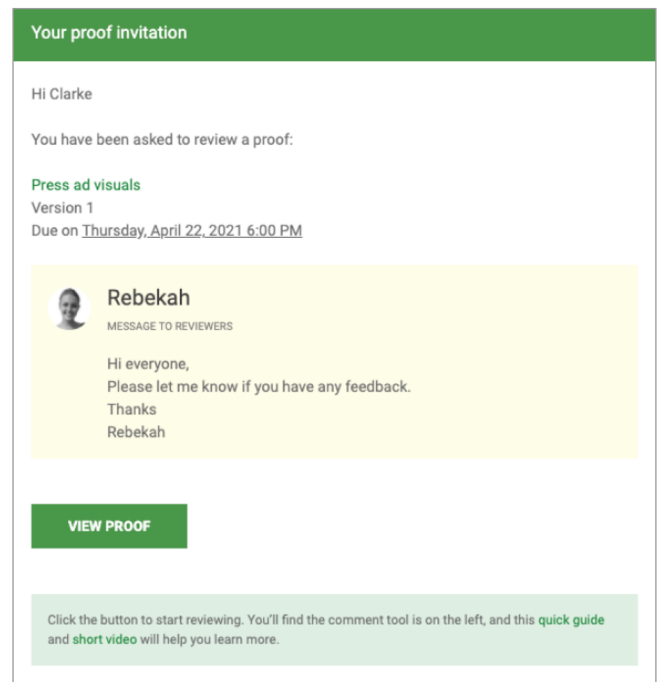 Your proof invitation
Hi Clarke
You have been asked to review a proof:
Press ad visuals
Version 1
Due on Thursday, April 22, 2021 6:00 PM
Rebekah
MESSAGE TO REVIEWERS
Hi everyone,
Please let me know if you have any feedback.
Thanks
Rebekah
VIEW PROOF
Click the button to start reviewing. You'll find the comment tool is on the left, and this quick guide
and short video will help you learn more.